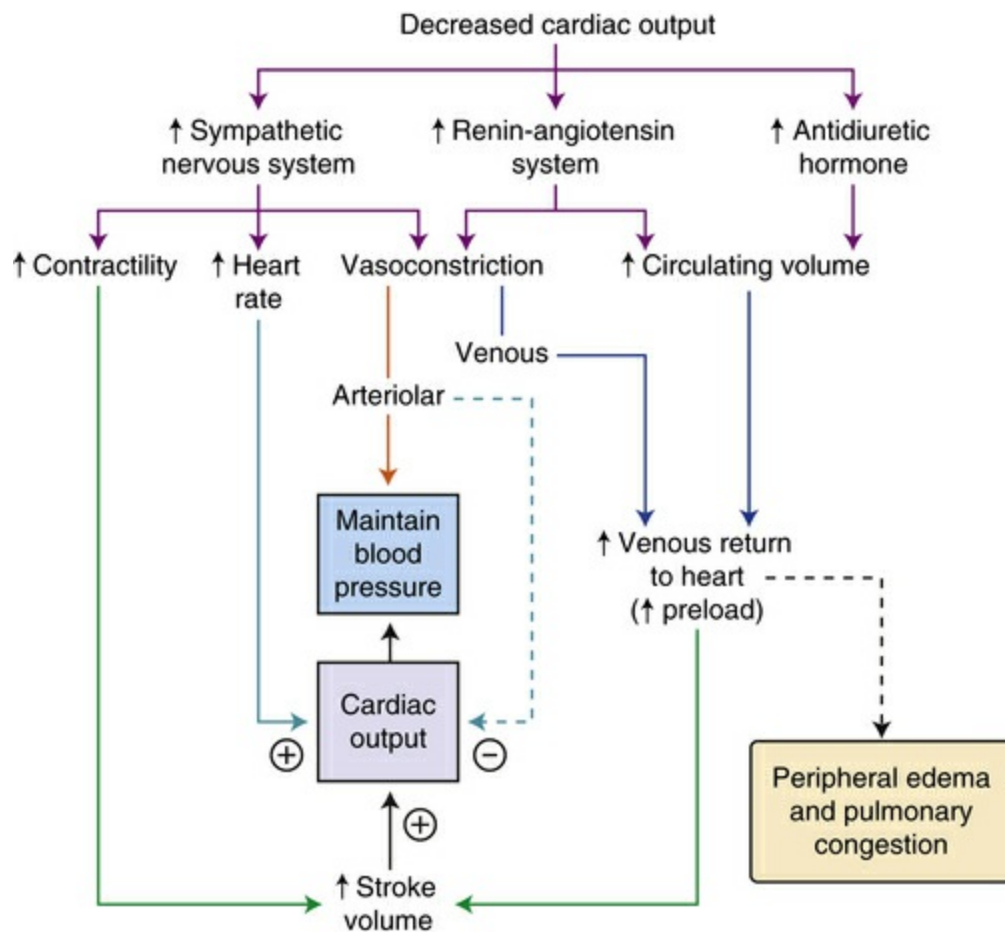 Decreased cardiac output
↑ Sympathetic
nervous system
↑ Renin-angiotensin
system
↑ Antidiuretic
hormone
↑ Contractility
↑ Heart
rate
Vasoconstriction
↑ Circulating volume
Venous
Arteriolar
Maintain
blood
pressure
↑ Venous return
to heart
(↑ preload)
Cardiac
output
+
−
+
Peripheral edema
and pulmonary
congestion
↑ Stroke
volume